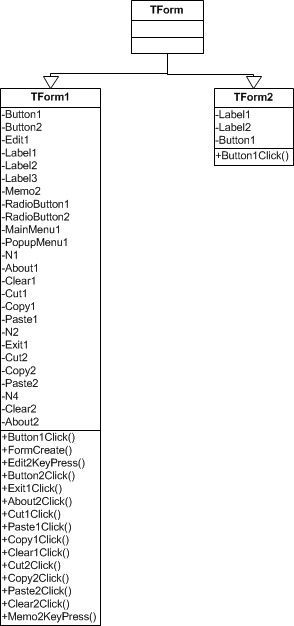 TForm
TForm1
-Button1
-Button2
-Edit1
-Label1
-Label2
-Label3
-Memo2
-RadioButton1
-RadioButton2
-MainMenu1
-PopupMenu1
-N1
-About1
-Clear1
-Cut1
-Copy1
-Paste1
-N2
-Exit1
-Cut2
-Copy2
-Paste2
-N4
-Clear2
-About2
+Button1Click()
+FormCreate()
+Edit2KeyPress()
+Button2Click()
+Exit1Click()
+About2Click()
+Cut1Click()
+Paste1Click()
+Copy1Click()
+Clear1Click()
+Cut2Click()
+Copy2Click()
+Paste2Click()
+Clear2Click()
+Memo2KeyPress()
TForm2
-Label1
-Label2
-Button1
+Button1Click()